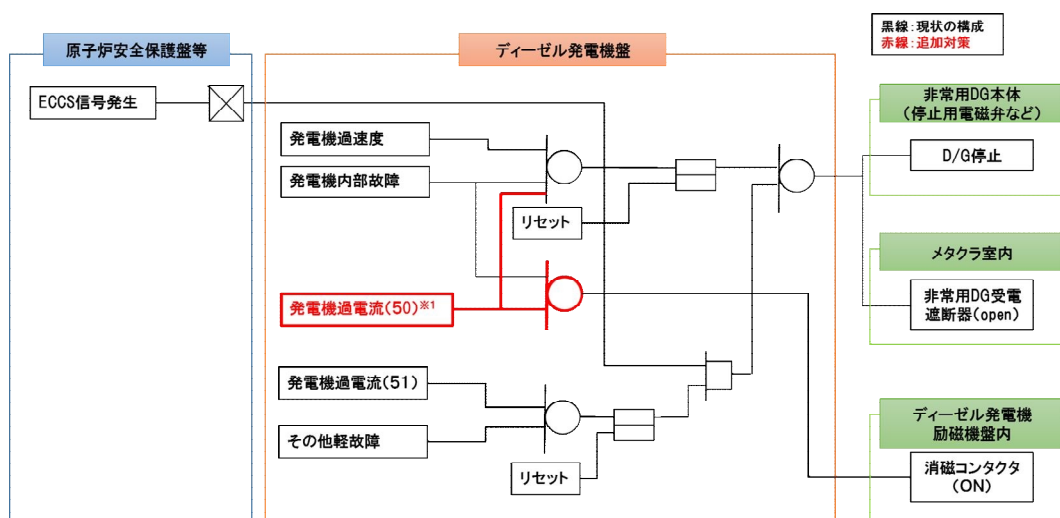 黒線:現状の構成
赤線:追加対策
原子炉安全保護盤等
ディーゼル発電機盤
ECCS信号発生
非常用DG本体
(停止用電磁弁など)
発電機過速度
D/G停止
発電機内部故障
リセット
メタクラ室内
発電機過電流(50)※1
非常用DG受電
遮断器(open)
発電機過電流(51)
その他軽故障
ディーゼル発電機
励磁機盤内
リセット
消磁コンタクタ
(ON)